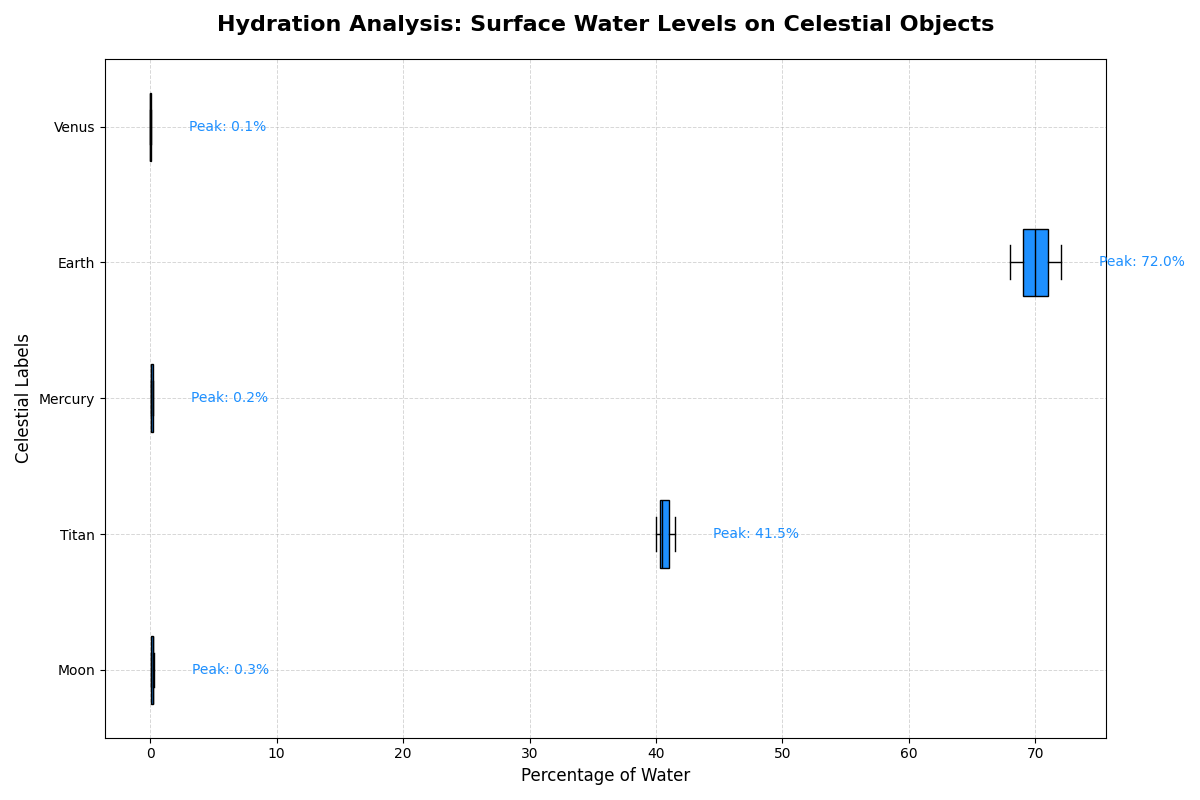 Hydration Analysis: Surface Water Levels on Celestial Objects
Venus
Peak: 0.1%
Earth
Peak: 72.0%
Mercury
Peak: 0.2%
Titan
Peak: 41.5%
Moon
Peak: 0.3%
Celestial Labels
0 10 20 30 40 50 60 70
Percentage of Water